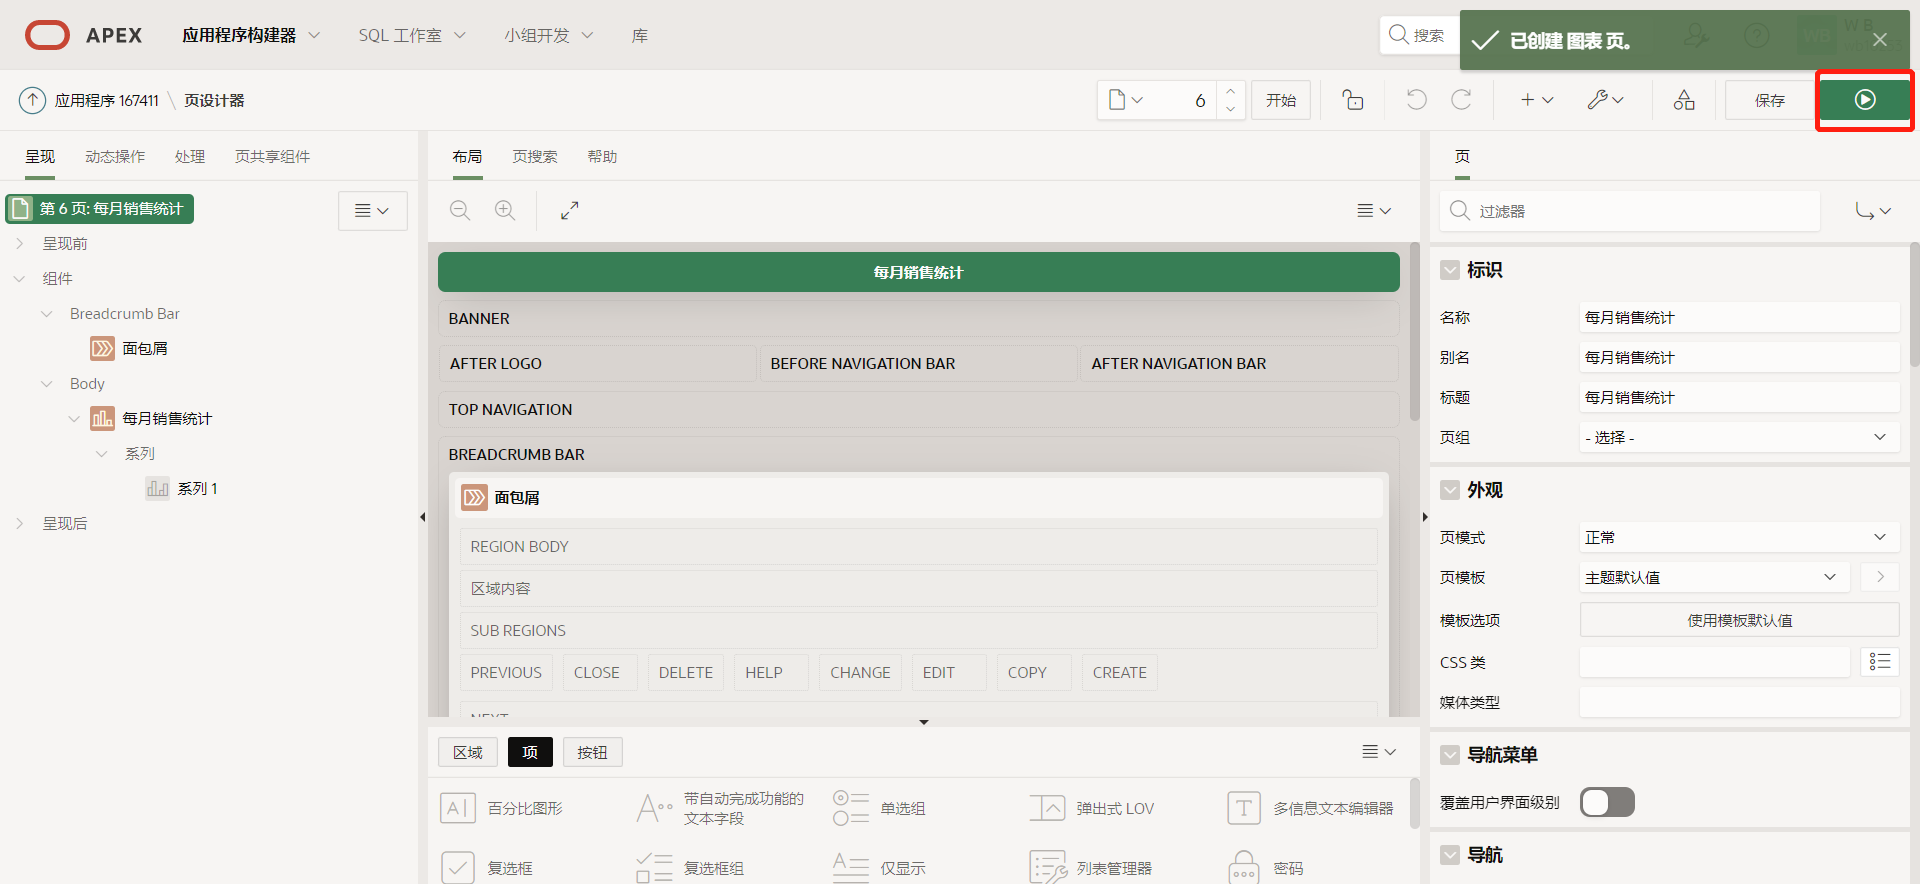 APEX 应用程序构建器 SQL 工作室 小组开发 库 搜索 已创建 图表 页。
应用程序 167411 \ 页设计器 6 开始 保存
呈现 动态操作 处理 页共享组件
第 6 页: 每月销售统计
呈现前
组件
Breadcrumb Bar
面包屑
Body
每月销售统计
系列
系列 1
呈现后
布局 页搜索 帮助
每月销售统计
BANNER
AFTER LOGO BEFORE NAVIGATION BAR AFTER NAVIGATION BAR
TOP NAVIGATION
BREADCRUMB BAR
面包屑
REGION BODY
区域内容
SUB REGIONS
PREVIOUS CLOSE DELETE HELP CHANGE EDIT COPY CREATE
NEXT
区域 项 按钮
百分比图形 带自动完成功能的文本字段 单选组 弹出式 LOV 多信息文本编辑器
复选框 复选框组 仅显示 列表管理器 密码
页
过滤器
标识
名称 每月销售统计
别名 每月销售统计
标题 每月销售统计
页组 - 选择 -
外观
页模式 正常
页模板 主题默认值
模板选项 使用模板默认值
CSS 类
媒体类型
导航菜单
覆盖用户界面级别
导航